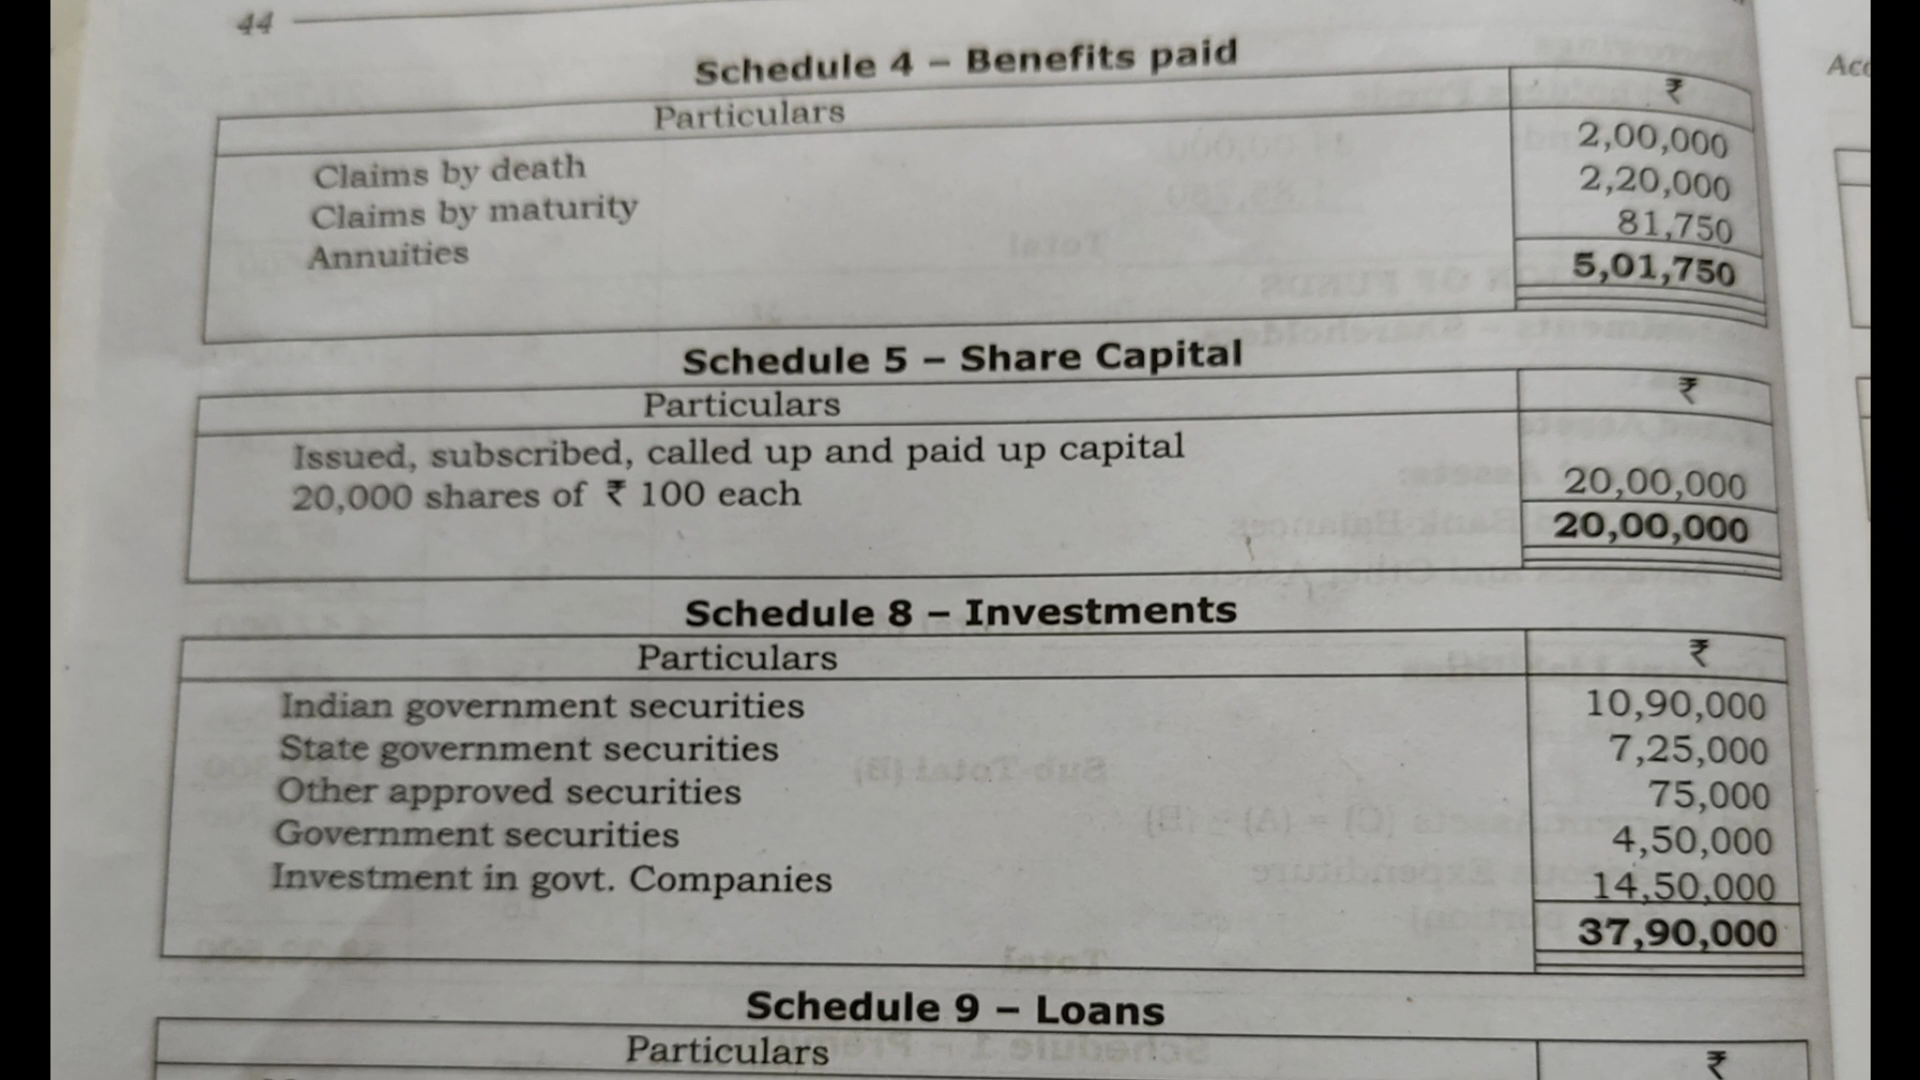 44
Schedule 4 – Benefits paid
Particulars ₹
Claims by death 2,00,000
Claims by maturity 2,20,000
Annuities 81,750
5,01,750
Schedule 5 – Share Capital
Particulars ₹
Issued, subscribed, called up and paid up capital
20,000 shares of ₹ 100 each 20,00,000
20,00,000
Schedule 8 – Investments
Particulars ₹
Indian government securities 10,90,000
State government securities 7,25,000
Other approved securities 75,000
Government securities 4,50,000
Investment in govt. Companies 14,50,000
37,90,000
Schedule 9 – Loans
Particulars ₹